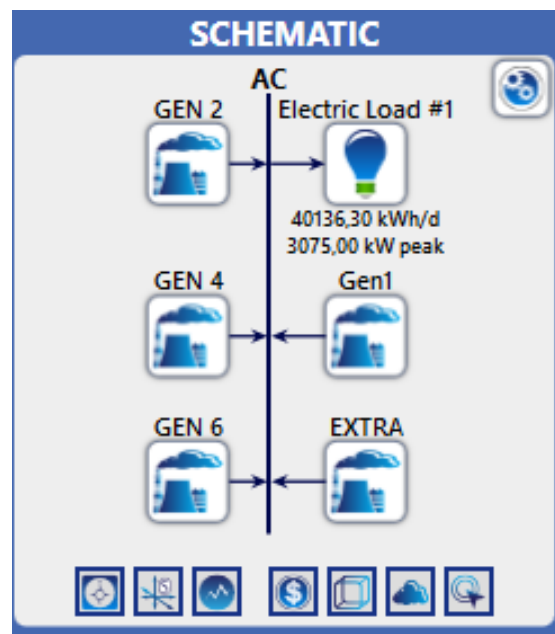 SCHEMATIC
AC
GEN 2
Electric Load #1
40136,30 kWh/d
3075,00 kW peak
GEN 4
Gen1
GEN 6
EXTRA